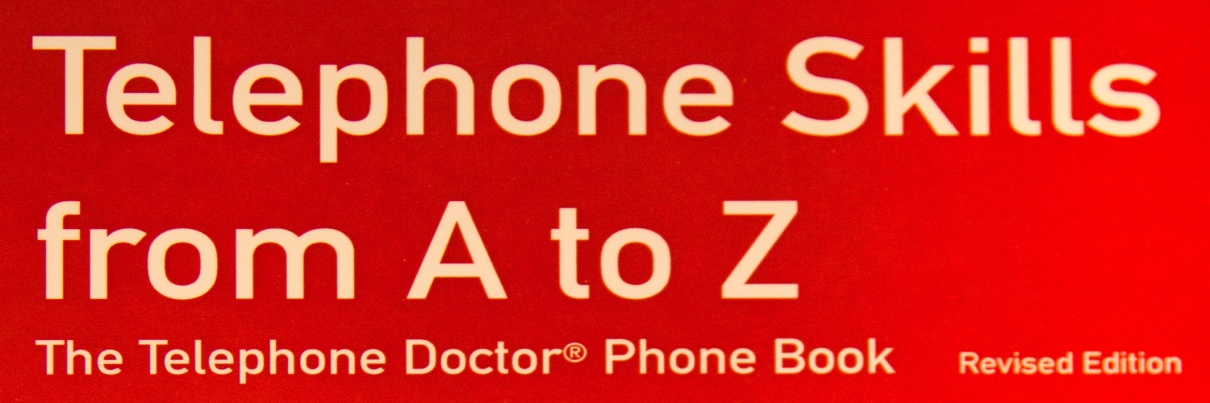 Telephone Skills
from A to Z
The Telephone Doctor® Phone Book Revised Edition